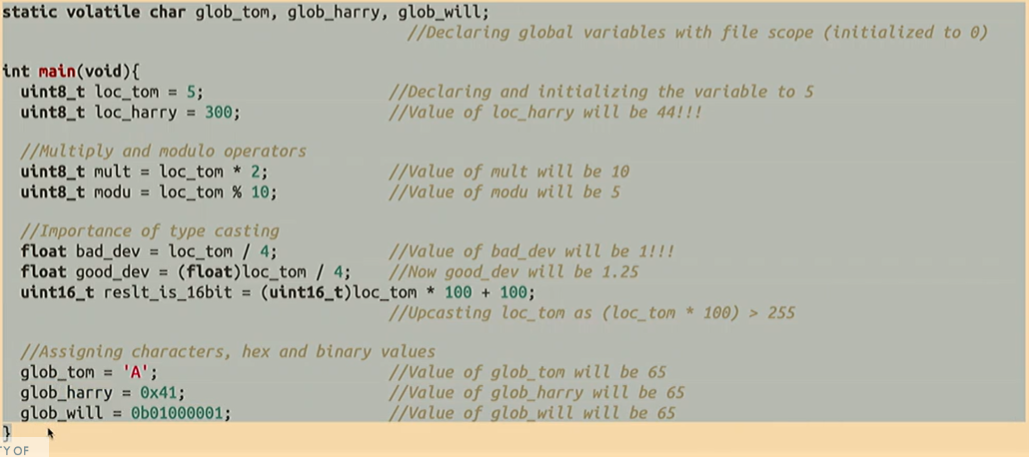 static volatile char glob_tom, glob_harry, glob_will;
//Declaring global variables with file scope (initialized to 0)
int main(void){
uint8_t loc_tom = 5; //Declaring and initializing the variable to 5
uint8_t loc_harry = 300; //Value of loc_harry will be 44!!!
//Multiply and modulo operators
uint8_t mult = loc_tom * 2; //Value of mult will be 10
uint8_t modu = loc_tom % 10; //Value of modu will be 5
//Importance of type casting
float bad_dev = loc_tom / 4; //Value of bad_dev will be 1!!!
float good_dev = (float)loc_tom / 4; //Now good_dev will be 1.25
uint16_t reslt_is_16bit = (uint16_t)loc_tom * 100 + 100;
//Upcasting loc_tom as (loc_tom * 100) > 255
//Assigning characters, hex and binary values
glob_tom = 'A'; //Value of glob_tom will be 65
glob_harry = 0x41; //Value of glob_harry will be 65
glob_will = 0b01000001; //Value of glob_will will be 65
}
TY OF